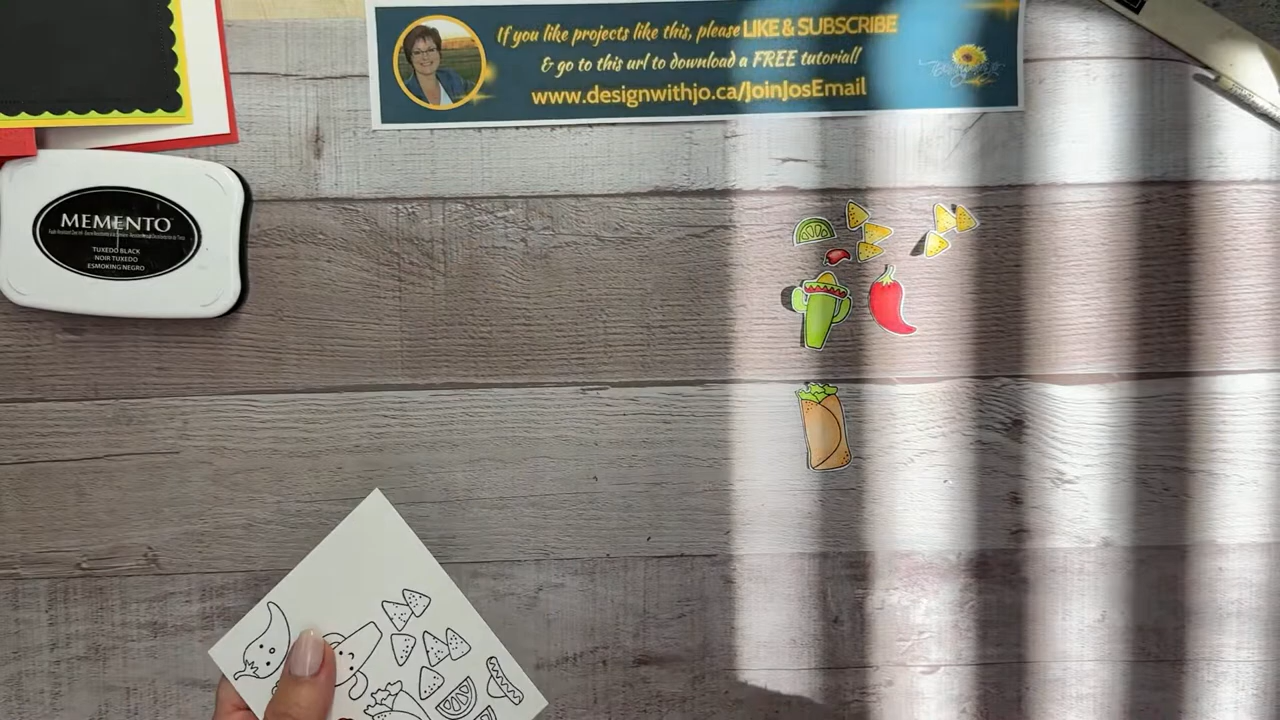 If you like projects like this, please LIKE & SUBSCRIBE
& go to this url to download a FREE tutorial!
www.designwithjo.ca/JoinJosEmail
MEMENTO™
TUXEDO BLACK
NOIR TUXEDO
ESMOKING NEGRO